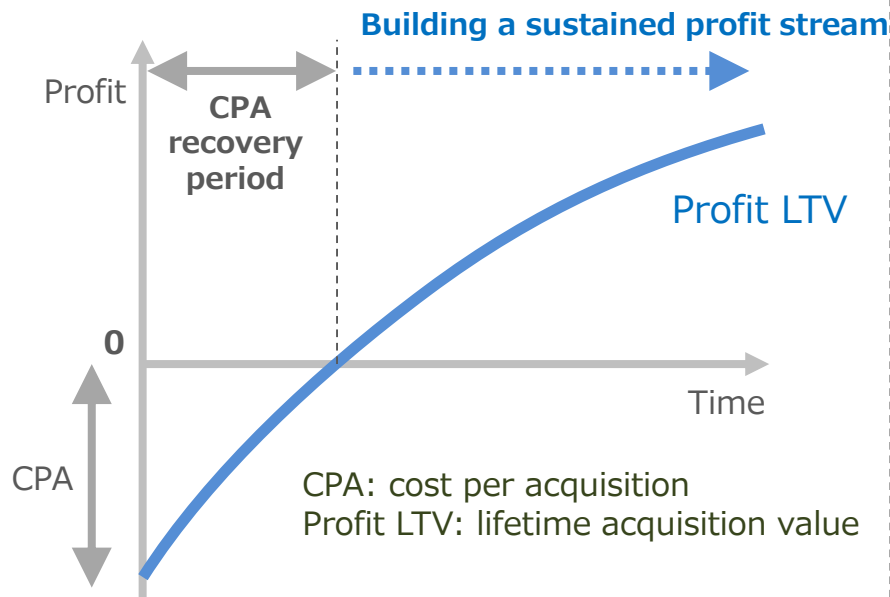 Building a sustained profit stream
Profit
CPA
recovery
period
Profit LTV
0
Time
CPA
CPA: cost per acquisition
Profit LTV: lifetime acquisition value